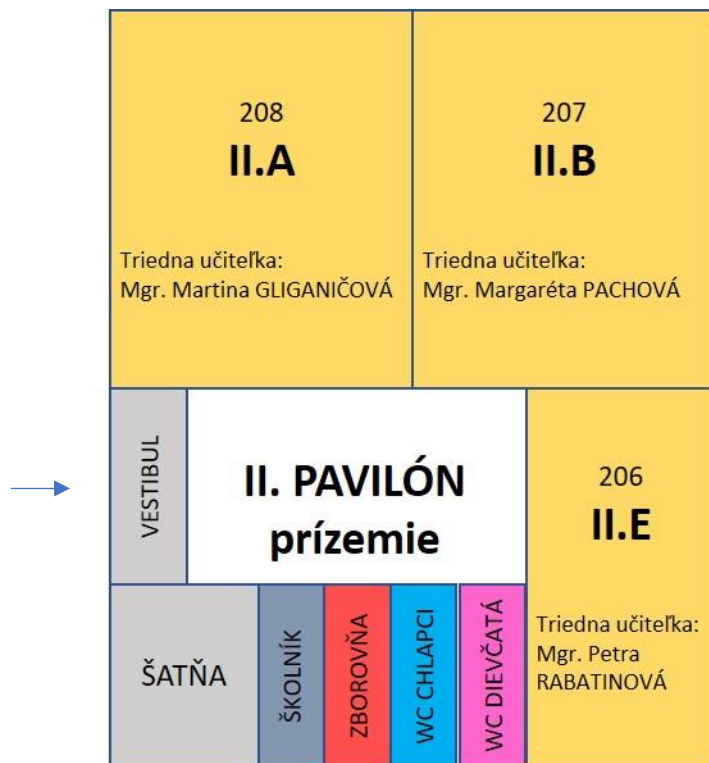 208
II.A
Triedna učiteľka:
Mgr. Martina GLIGANIČOVÁ
207
II.B
Triedna učiteľka:
Mgr. Margaréta PACHOVÁ
VESTIBUL
II. PAVILÓN
prízemie
206
II.E
Triedna učiteľka:
Mgr. Petra
RABATINOVÁ
ŠATŇA
ŠKOLNÍK
ZBOROVŇA
WC CHLAPCI
WC DIEVČATÁ